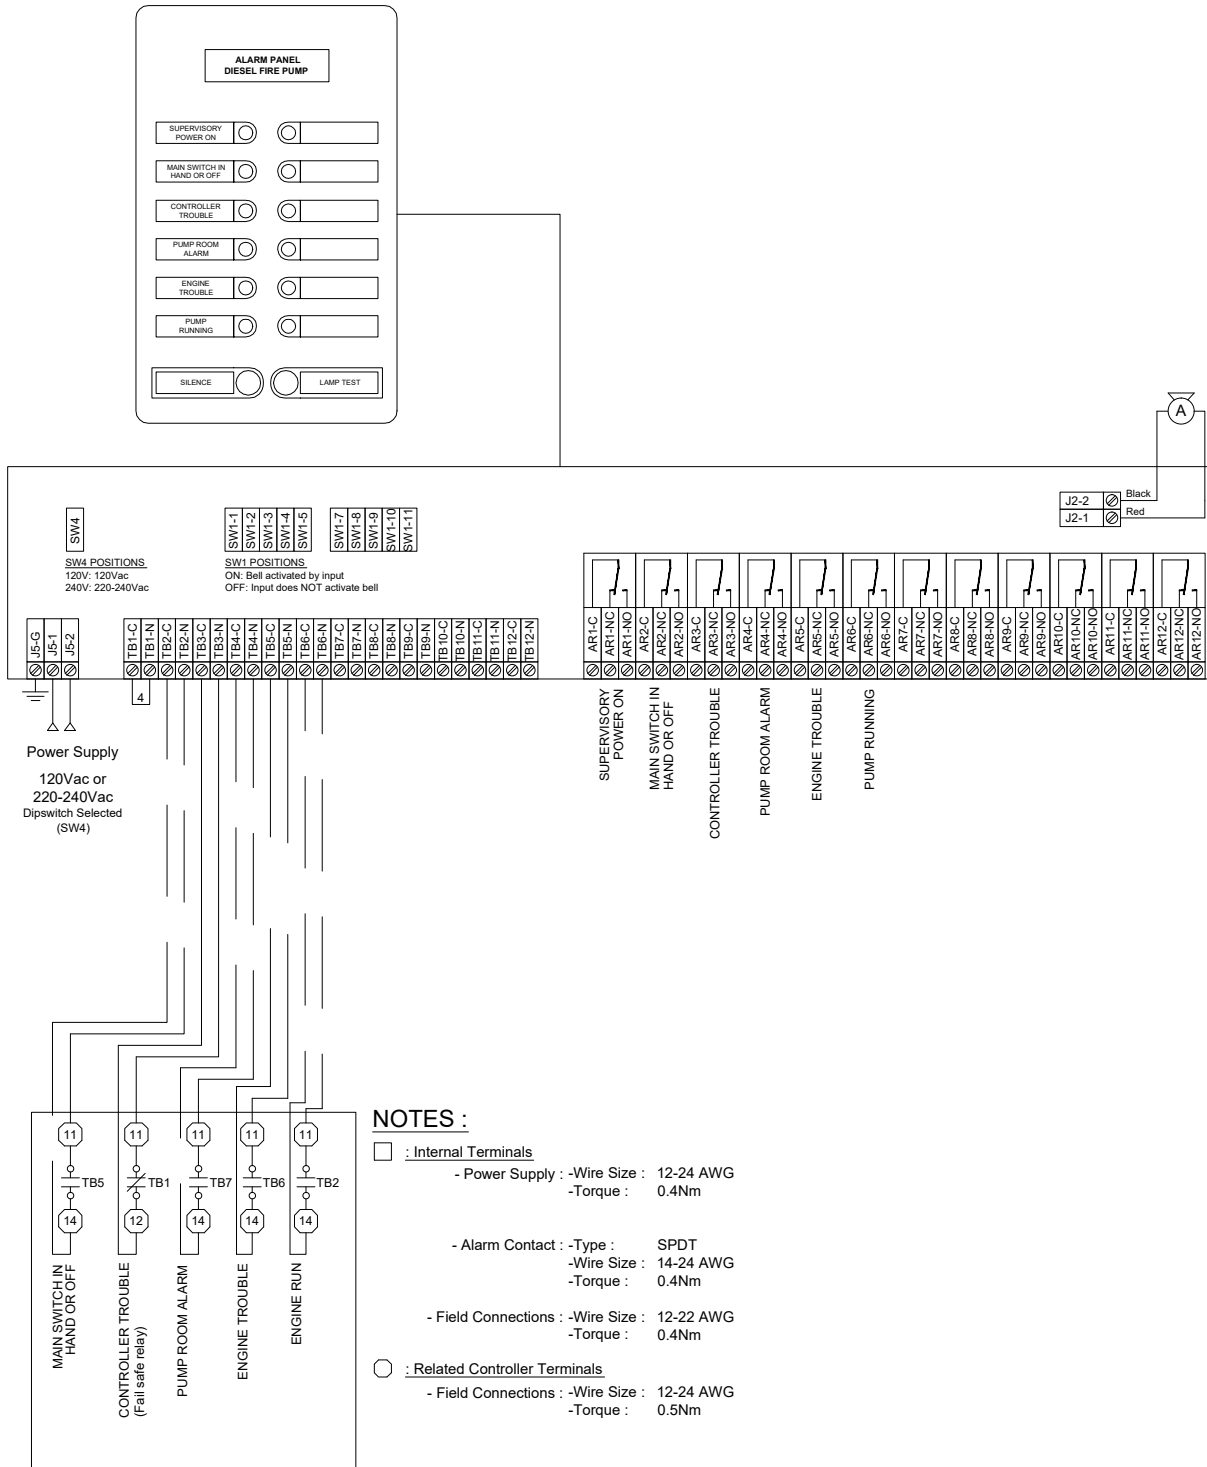 ALARM PANEL
DIESEL FIRE PUMP
SUPERVISORY
POWER ON
MAIN SWITCH IN
HAND OR OFF
CONTROLLER
TROUBLE
PUMP ROOM
ALARM
ENGINE
TROUBLE
PUMP
RUNNING
SILENCE
LAMP TEST
A
J2-2
Black
J2-1
Red
SW4
SW4 POSITIONS
120V: 120Vac
240V: 220-240Vac
SW1-1
SW1-2
SW1-3
SW1-4
SW1-5
SW1-7
SW1-8
SW1-9
SW1-10
SW1-11
SW1 POSITIONS
ON: Bell activated by input
OFF: Input does NOT activate bell
J5-G
J5-1
J5-2
TB1-C
TB1-N
TB2-C
TB2-N
TB3-C
TB3-N
TB4-C
TB4-N
TB5-C
TB5-N
TB6-C
TB6-N
TB7-C
TB7-N
TB8-C
TB8-N
TB9-C
TB9-N
TB10-C
TB10-N
TB11-C
TB11-N
TB12-C
TB12-N
AR1-C
AR1-NC
AR1-NO
AR2-C
AR2-NC
AR2-NO
AR3-C
AR3-NC
AR3-NO
AR4-C
AR4-NC
AR4-NO
AR5-C
AR5-NC
AR5-NO
AR6-C
AR6-NC
AR6-NO
AR7-C
AR7-NC
AR7-NO
AR8-C
AR8-NC
AR8-NO
AR9-C
AR9-NC
AR9-NO
AR10-C
AR10-NC
AR10-NO
AR11-C
AR11-NC
AR11-NO
AR12-C
AR12-NC
AR12-NO
4
Power Supply
120Vac or
220-240Vac
Dipswitch Selected
(SW4)
SUPERVISORY
POWER ON
MAIN SWITCH IN
HAND OR OFF
CONTROLLER TROUBLE
PUMP ROOM ALARM
ENGINE TROUBLE
PUMP RUNNING
11
11
11
11
11
TB5
TB1
TB7
TB6
TB2
14
12
14
14
14
MAIN SWITCH IN
HAND OR OFF
CONTROLLER TROUBLE
(Fail safe relay)
PUMP ROOM ALARM
ENGINE TROUBLE
ENGINE RUN
NOTES :
: Internal Terminals
- Power Supply : -Wire Size : 12-24 AWG
-Torque : 0.4Nm
- Alarm Contact : -Type : SPDT
-Wire Size : 14-24 AWG
-Torque : 0.4Nm
- Field Connections : -Wire Size : 12-22 AWG
-Torque : 0.4Nm
: Related Controller Terminals
- Field Connections : -Wire Size : 12-24 AWG
-Torque : 0.5Nm